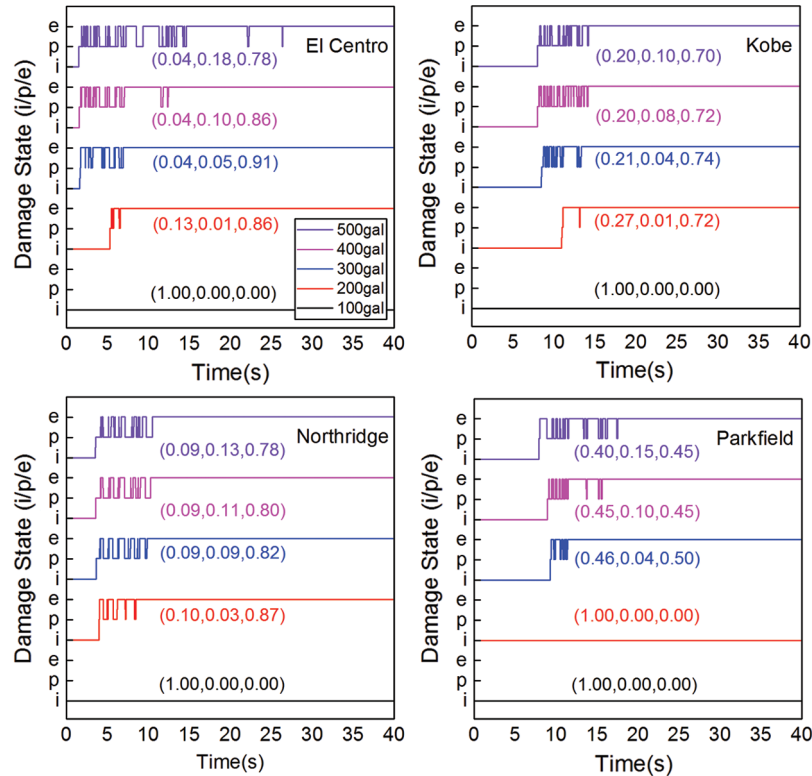 Damage State (i/p/e)
e
p
i
El Centro
(0.04,0.18,0.78)
e
p
i
(0.04,0.10,0.86)
e
p
i
(0.04,0.05,0.91)
e
p
i
(0.13,0.01,0.86)
e
p
i
(1.00,0.00,0.00)
500gal
400gal
300gal
200gal
100gal
0 5 10 15 20 25 30 35 40
Time(s)
Damage State (i/p/e)
e
p
i
Kobe
(0.20,0.10,0.70)
e
p
i
(0.20,0.08,0.72)
e
p
i
(0.21,0.04,0.74)
e
p
i
(0.27,0.01,0.72)
e
p
i
(1.00,0.00,0.00)
0 5 10 15 20 25 30 35 40
Time(s)
Damage State (i/p/e)
e
p
i
Northridge
(0.09,0.13,0.78)
e
p
i
(0.09,0.11,0.80)
e
p
i
(0.09,0.09,0.82)
e
p
i
(0.10,0.03,0.87)
e
p
i
(1.00,0.00,0.00)
0 5 10 15 20 25 30 35 40
Time(s)
Damage State (i/p/e)
e
p
i
Parkfield
(0.40,0.15,0.45)
e
p
i
(0.45,0.10,0.45)
e
p
i
(0.46,0.04,0.50)
e
p
i
(1.00,0.00,0.00)
e
p
i
(1.00,0.00,0.00)
0 5 10 15 20 25 30 35 40
Time(s)